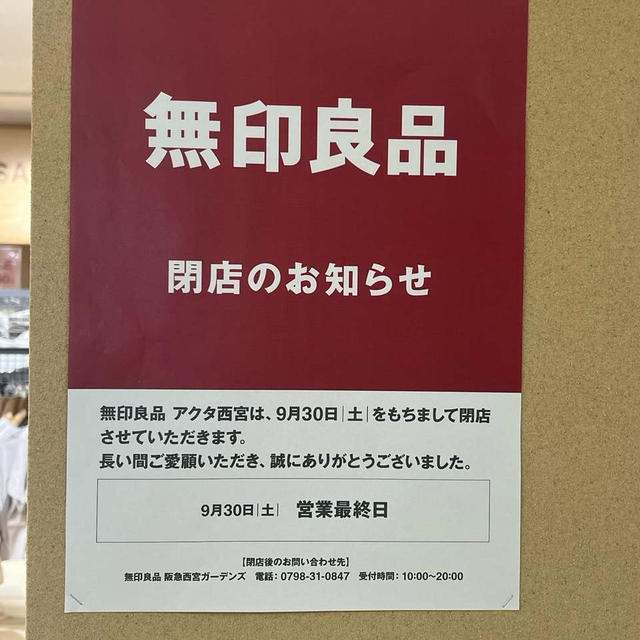 無印良品
閉店のお知らせ
無印良品 アクタ西宮は、9月30日|土|をもちまして閉店
させていただきます。
長い間ご愛顧いただき、誠にありがとうございました。
9月30日|土| 営業最終日
【閉店後のお問い合わせ先】
無印良品 阪急西宮ガーデンズ 電話：0798-31-0847 受付時間：10:00~20:00